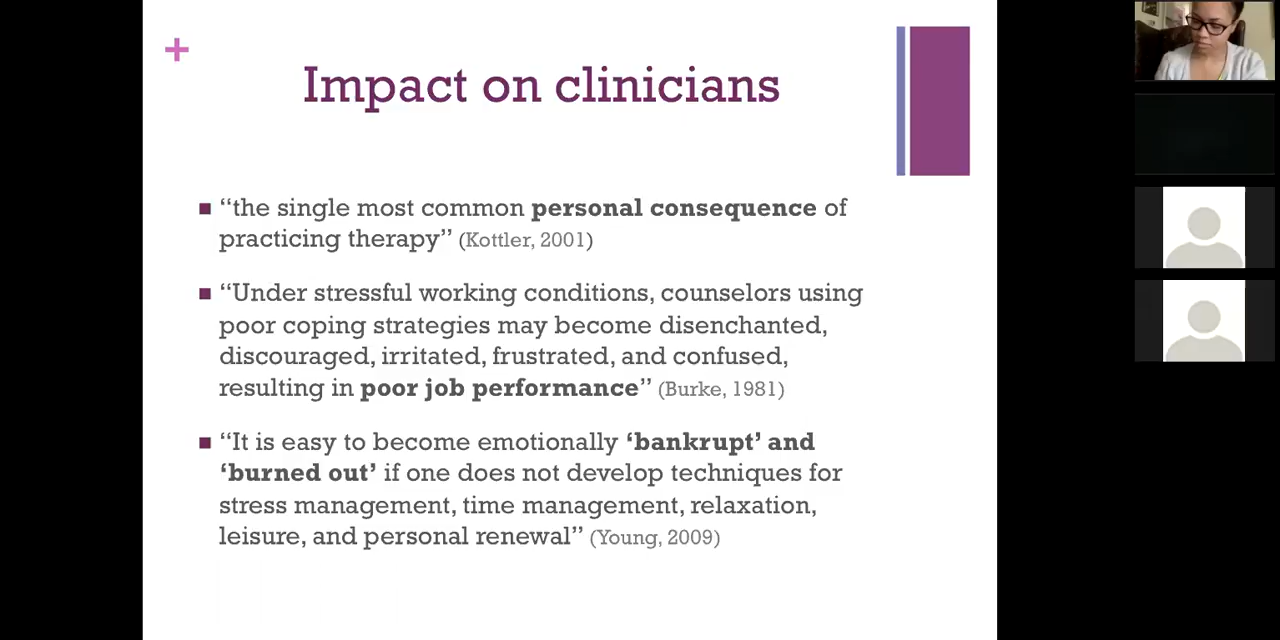 +
Impact on clinicians
■ “the single most common personal consequence of
practicing therapy” (Kottler, 2001)
■ “Under stressful working conditions, counselors using
poor coping strategies may become disenchanted,
discouraged, irritated, frustrated, and confused,
resulting in poor job performance” (Burke, 1981)
■ “It is easy to become emotionally ‘bankrupt’ and
‘burned out’ if one does not develop techniques for
stress management, time management, relaxation,
leisure, and personal renewal” (Young, 2009)